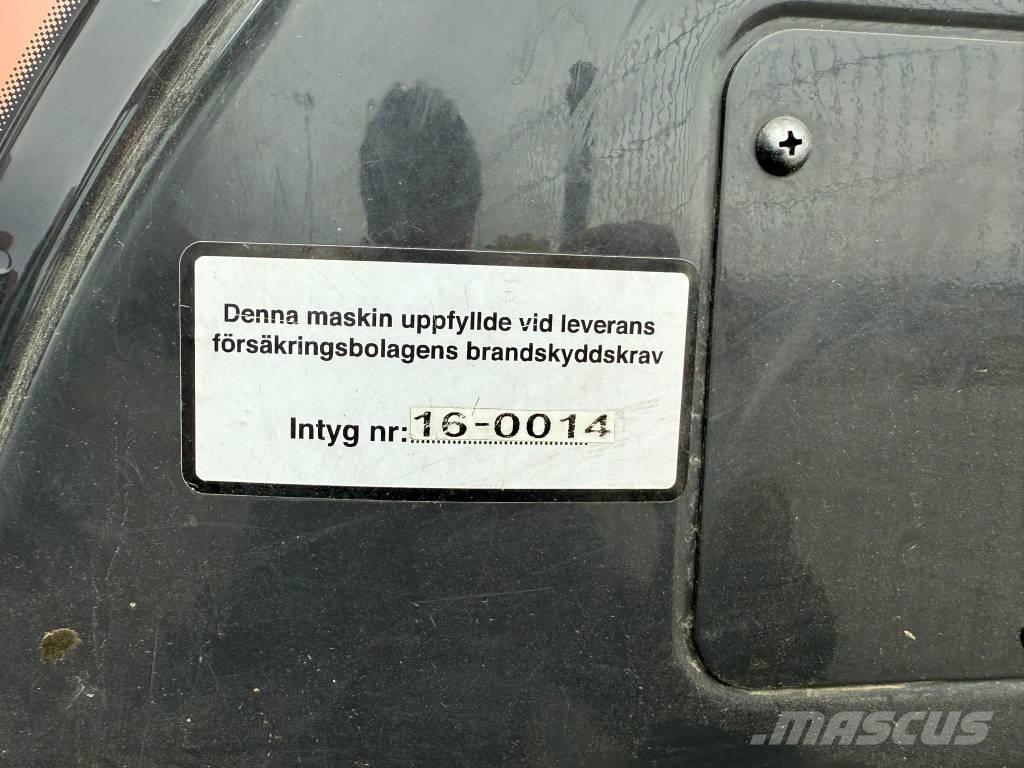 Denna maskin uppfyllde vid leverans
försäkringsbolagens brandskyddskrav
Intyg nr: 16-0014
MASCUS